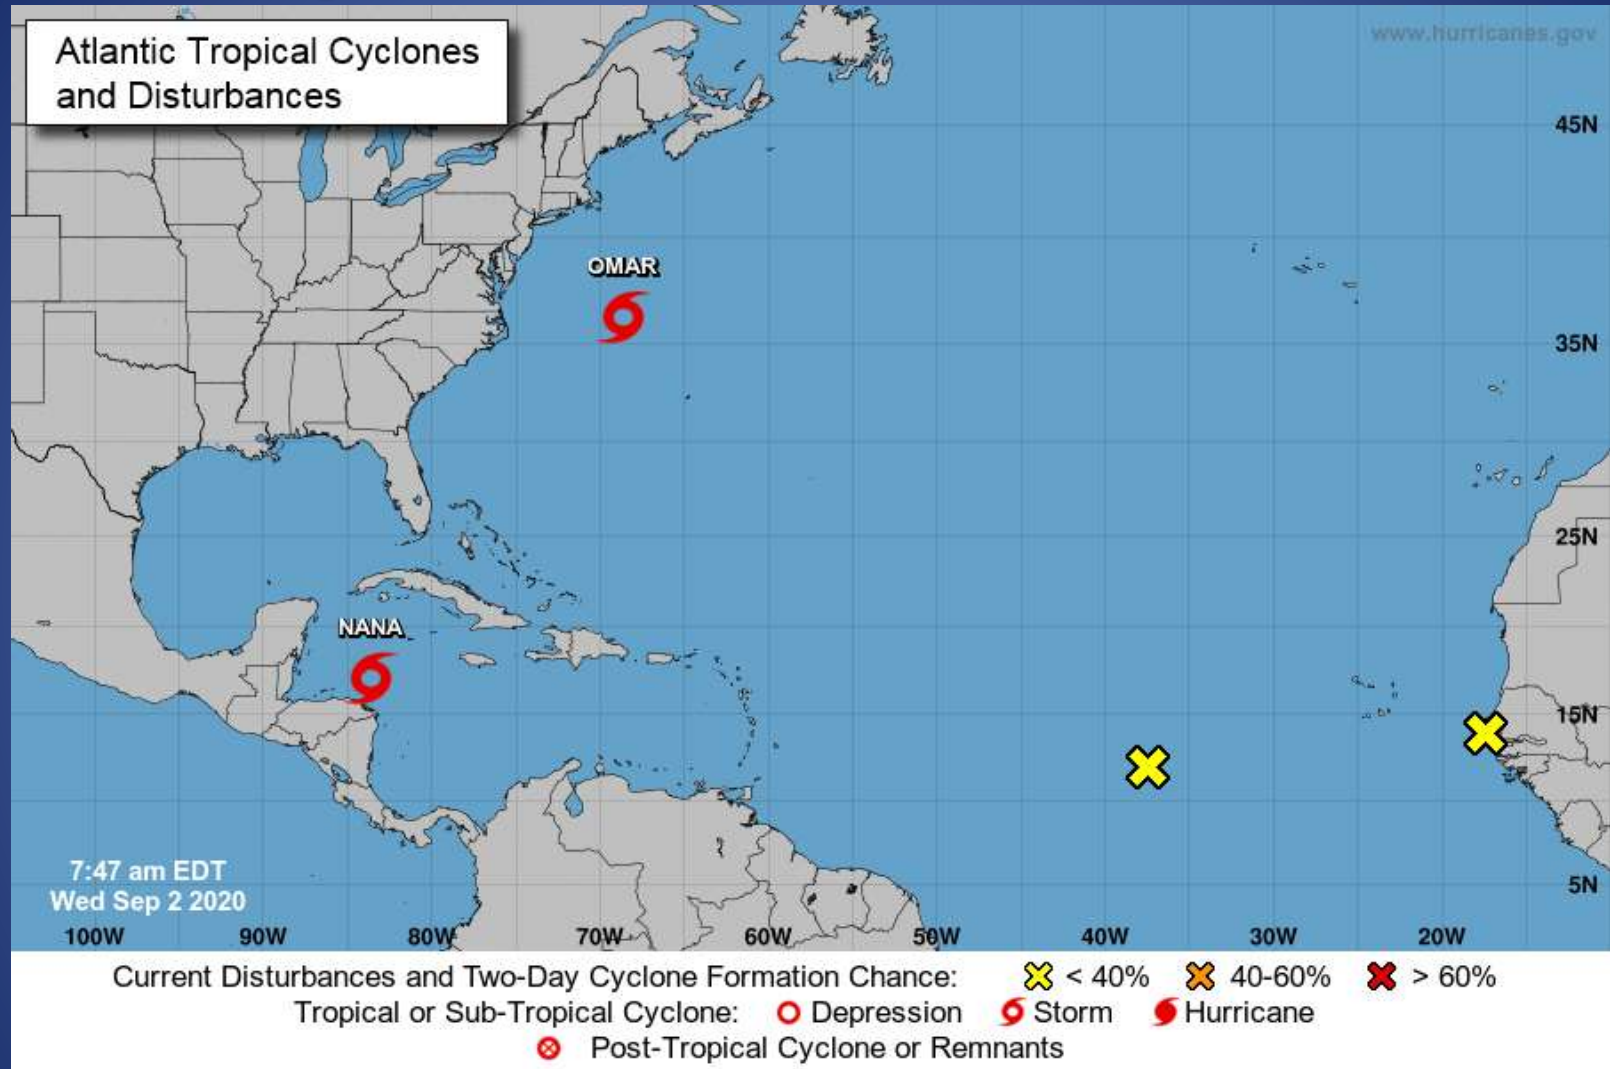 Atlantic Tropical Cyclones
and Disturbances
www.hurricanes.gov
45N
OMAR
35N
25N
NANA
15N
7:47 am EDT
Wed Sep 2 2020
5N
100W 90W 80W 70W 60W 50W 40W 30W 20W
Current Disturbances and Two-Day Cyclone Formation Chance: < 40% 40-60% > 60%
Tropical or Sub-Tropical Cyclone: Depression Storm Hurricane
Post-Tropical Cyclone or Remnants